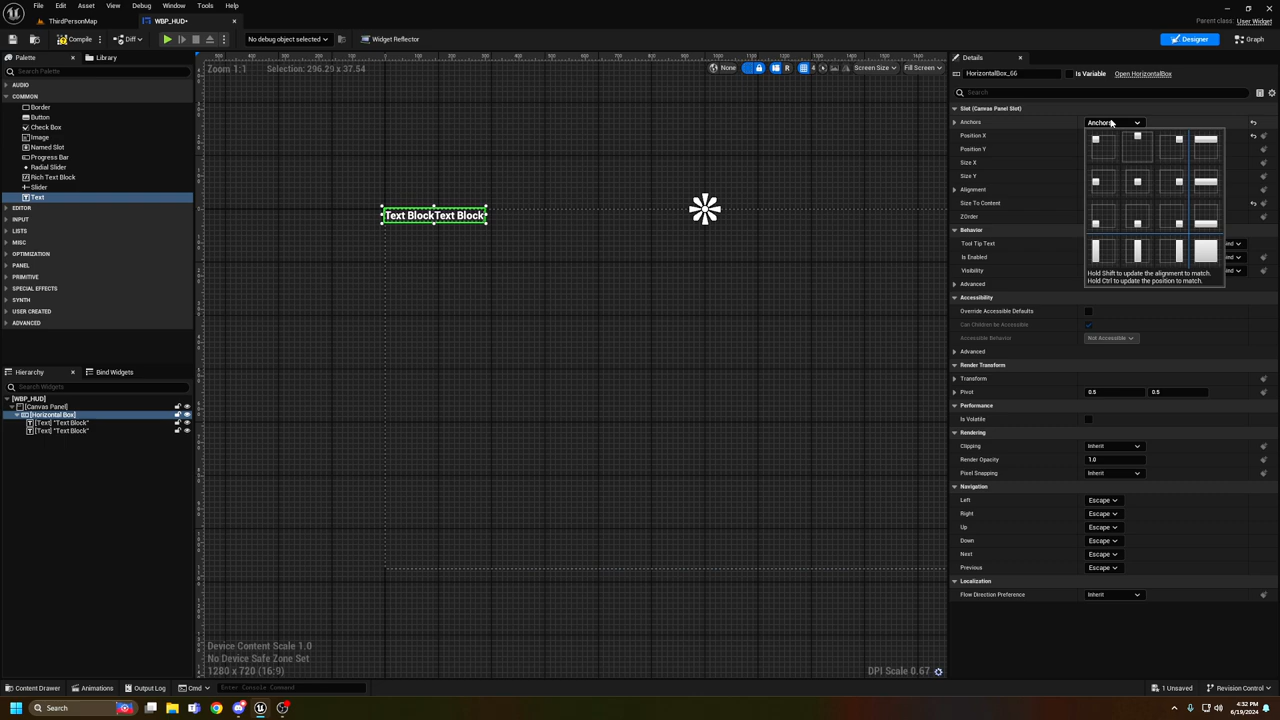 File Edit Asset View Debug Window Tools Help
ThirdPersonMap
WBP_HUD•
Parent class: User Widget
Compile Diff No debug object selected Widget Reflector Designer Graph
Palette Library
Search Palette
AUDIO
COMMON
Border
Button
Check Box
Image
Named Slot
Progress Bar
Radial Slider
Rich Text Block
Slider
Text
EDITOR
INPUT
LISTS
MISC
OPTIMIZATION
PANEL
PRIMITIVE
SPECIAL EFFECTS
SYNTH
USER CREATED
ADVANCED
Hierarchy Bind Widgets
Search Widgets
[WBP_HUD]
[Canvas Panel]
[Horizontal Box]
[Text] "Text Block"
[Text] "Text Block"
Zoom 1:1 Selection: 296.29 x 37.54
None R 4 Screen Size Fill Screen
Text BlockText Block
Device Content Scale 1.0
No Device Safe Zone Set
1280 x 720 (16:9)
DPI Scale 0.67
Details
HorizontalBox_66 Is Variable Open HorizontalBox
Search
Slot (Canvas Panel Slot)
Anchors Anchors
Position X
Position Y
Size X
Size Y
Alignment
Size To Content
ZOrder
Hold Shift to update the alignment to match.
Hold Ctrl to update the position to match.
Behavior
Tool Tip Text
Is Enabled
Visibility
Advanced
Accessibility
Override Accessible Defaults
Can Children be Accessible
Accessible Behavior Not Accessible
Advanced
Render Transform
Transform
Pivot 0.5 0.5
Performance
Is Volatile
Rendering
Clipping Inherit
Render Opacity 1.0
Pixel Snapping Inherit
Navigation
Left Escape
Right Escape
Up Escape
Down Escape
Next Escape
Previous Escape
Localization
Flow Direction Preference Inherit
Content Drawer Animations Output Log Cmd Enter Console Command 1 Unsaved Revision Control
Search
4:32 PM
6/19/2024